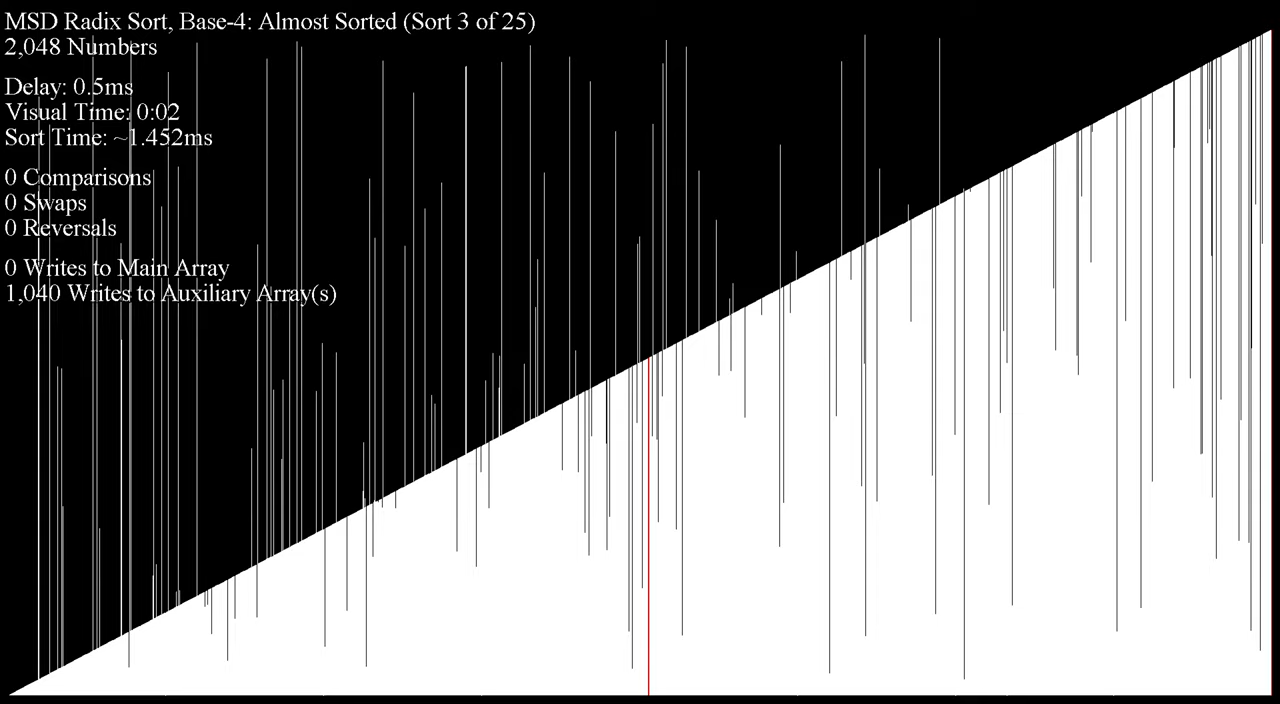 MSD Radix Sort, Base-4: Almost Sorted (Sort 3 of 25)
2,048 Numbers
Delay: 0.5ms
Visual Time: 0:02
Sort Time: ~1.452ms
0 Comparisons
0 Swaps
0 Reversals
0 Writes to Main Array
1,040 Writes to Auxiliary Array(s)